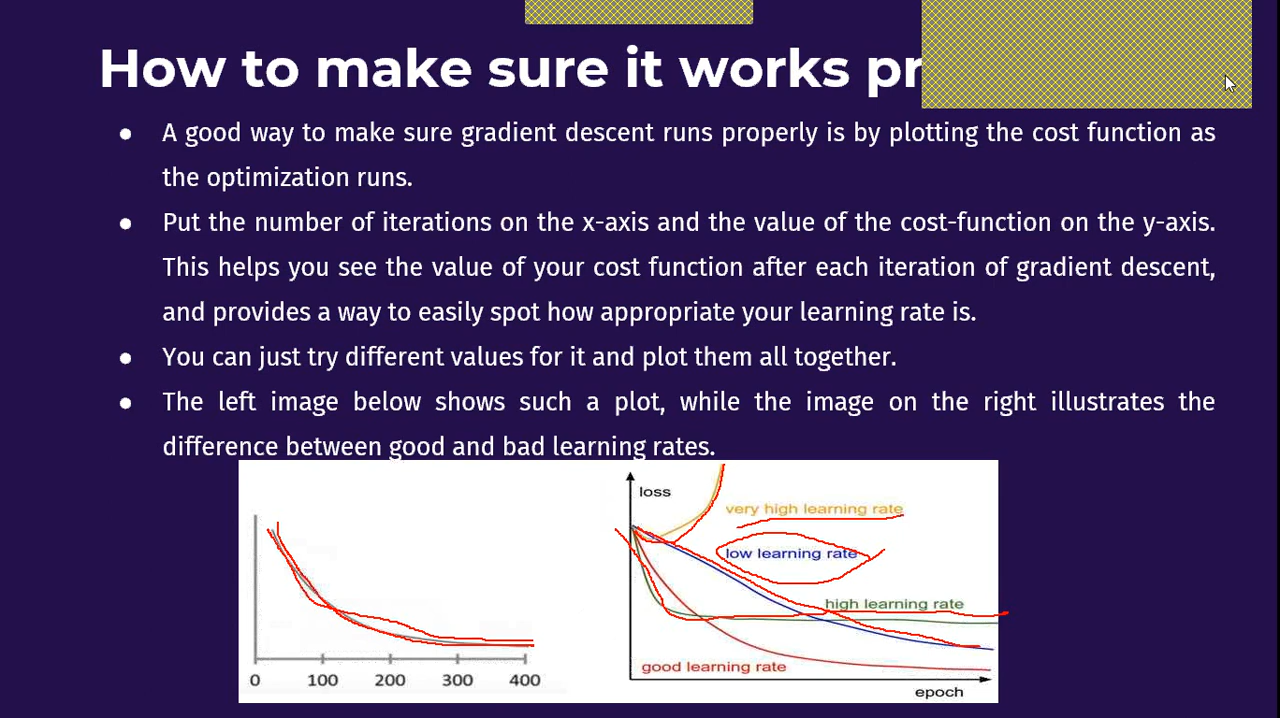 How to make sure it works pr
● A good way to make sure gradient descent runs properly is by plotting the cost function as
the optimization runs.
● Put the number of iterations on the x-axis and the value of the cost-function on the y-axis.
This helps you see the value of your cost function after each iteration of gradient descent,
and provides a way to easily spot how appropriate your learning rate is.
● You can just try different values for it and plot them all together.
● The left image below shows such a plot, while the image on the right illustrates the
difference between good and bad learning rates.
0 100 200 300 400
loss
very high learning rate
low learning rate
high learning rate
good learning rate
epoch